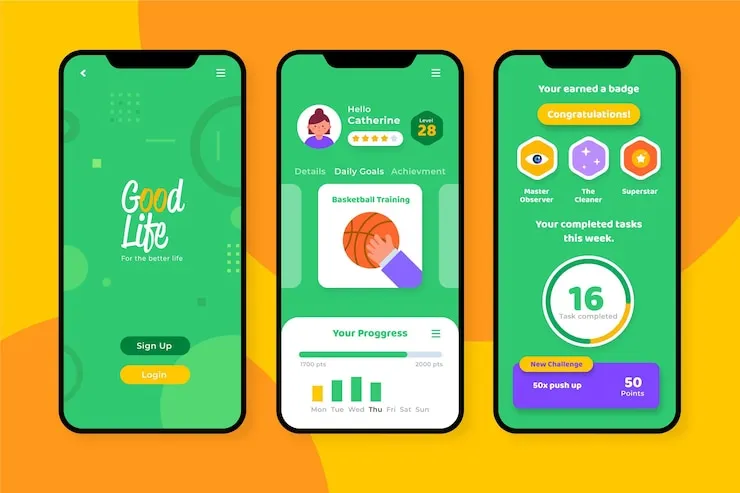 Good
Life
For the better life
Sign Up
Login
Hello
Catherine
Level
28
Details Daily Goals Achievment
Basketball Training
Your Proggress
1700 pts 2000 pts
Mon Tue Wed Thu Fri Sat Sun
Your earned a badge
Congratulations!
Master
Observer
The
Cleaner
Superstar
Your completed tasks
this week.
16
Task completed
New Challenge
50x push up
50
Points